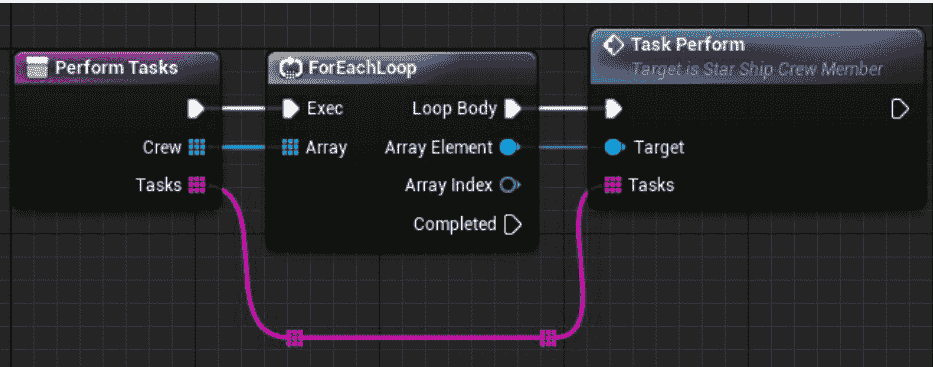 Perform Tasks
Crew
Tasks
ForEachLoop
Exec
Loop Body
Array
Array Element
Array Index
Completed
Task Perform
Target is Star Ship Crew Member
Target
Tasks